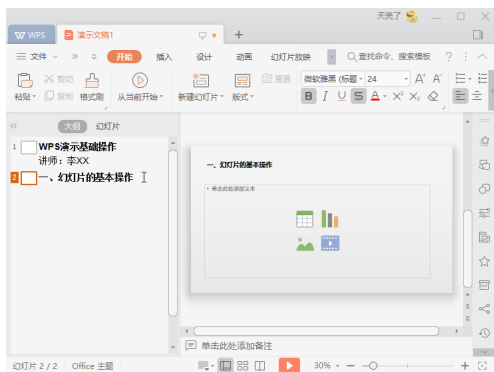 天亮了
WPS 演示文稿1
文件 开始 插入 设计 动画 幻灯片放映 查找命令、搜索模板
粘贴 剪切 复制 格式刷 从当前开始 新建幻灯片 版式 重置 微软雅黑 (标题 24 A+ A-
B I U S A X² X₂
大纲 幻灯片
1 WPS演示基础操作
讲师：李XX
2 一、幻灯片的基本操作
一、幻灯片的基本操作
• 单击此处添加文本
单击此处添加备注
幻灯片 2 / 2 Office 主题 30%